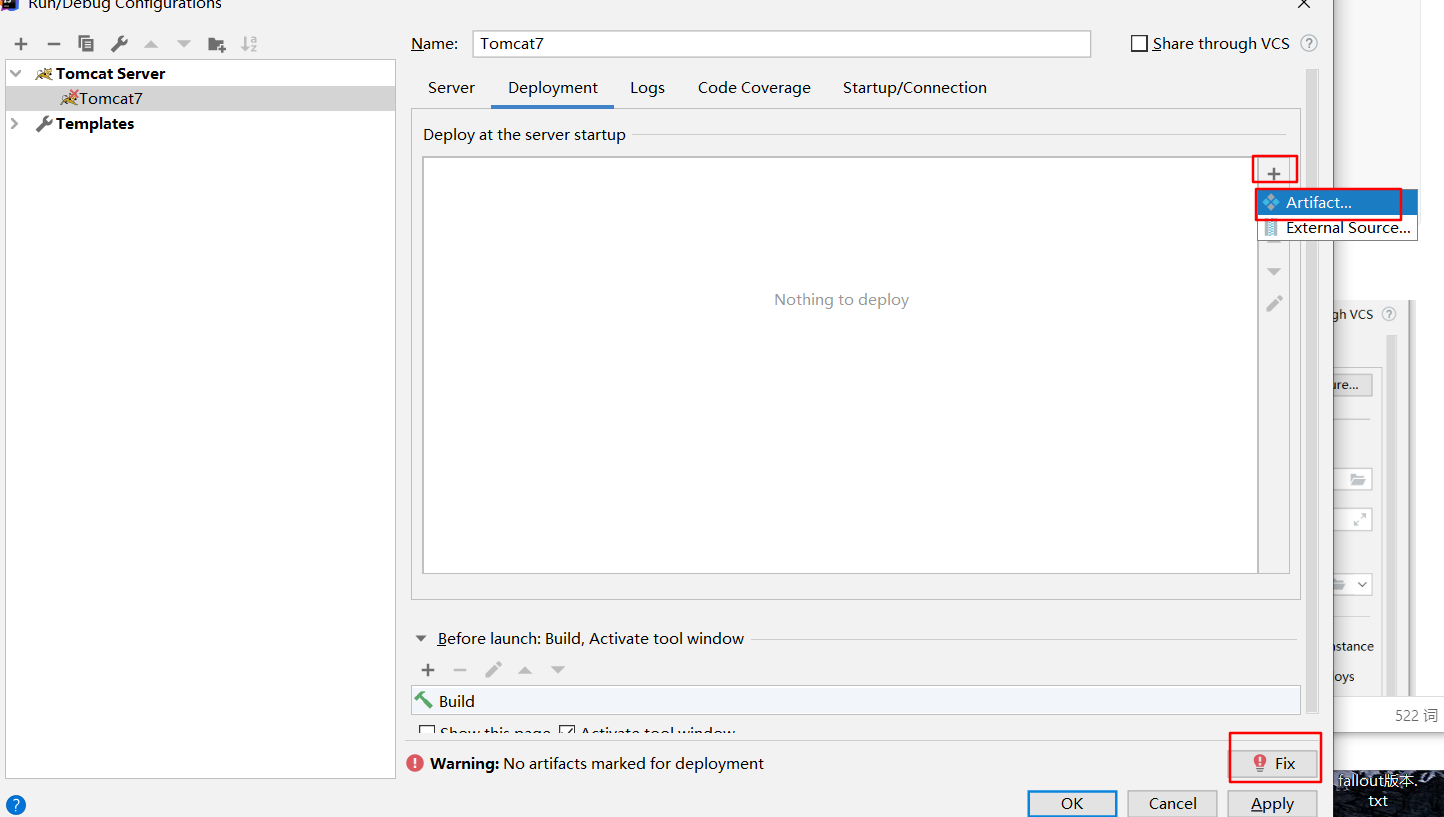 Run/Debug Configurations
Name: Tomcat7
Share through VCS ?
Tomcat Server
Tomcat7
Templates
Server Deployment Logs Code Coverage Startup/Connection
Deploy at the server startup
Artifact...
External Source...
Nothing to deploy
gh VCS ?
ure...
stance
oys
Before launch: Build, Activate tool window
Build
Show this page Activate tool window
522 词
Warning: No artifacts marked for deployment
Fix
OK Cancel Apply
?
fallout版本.
txt